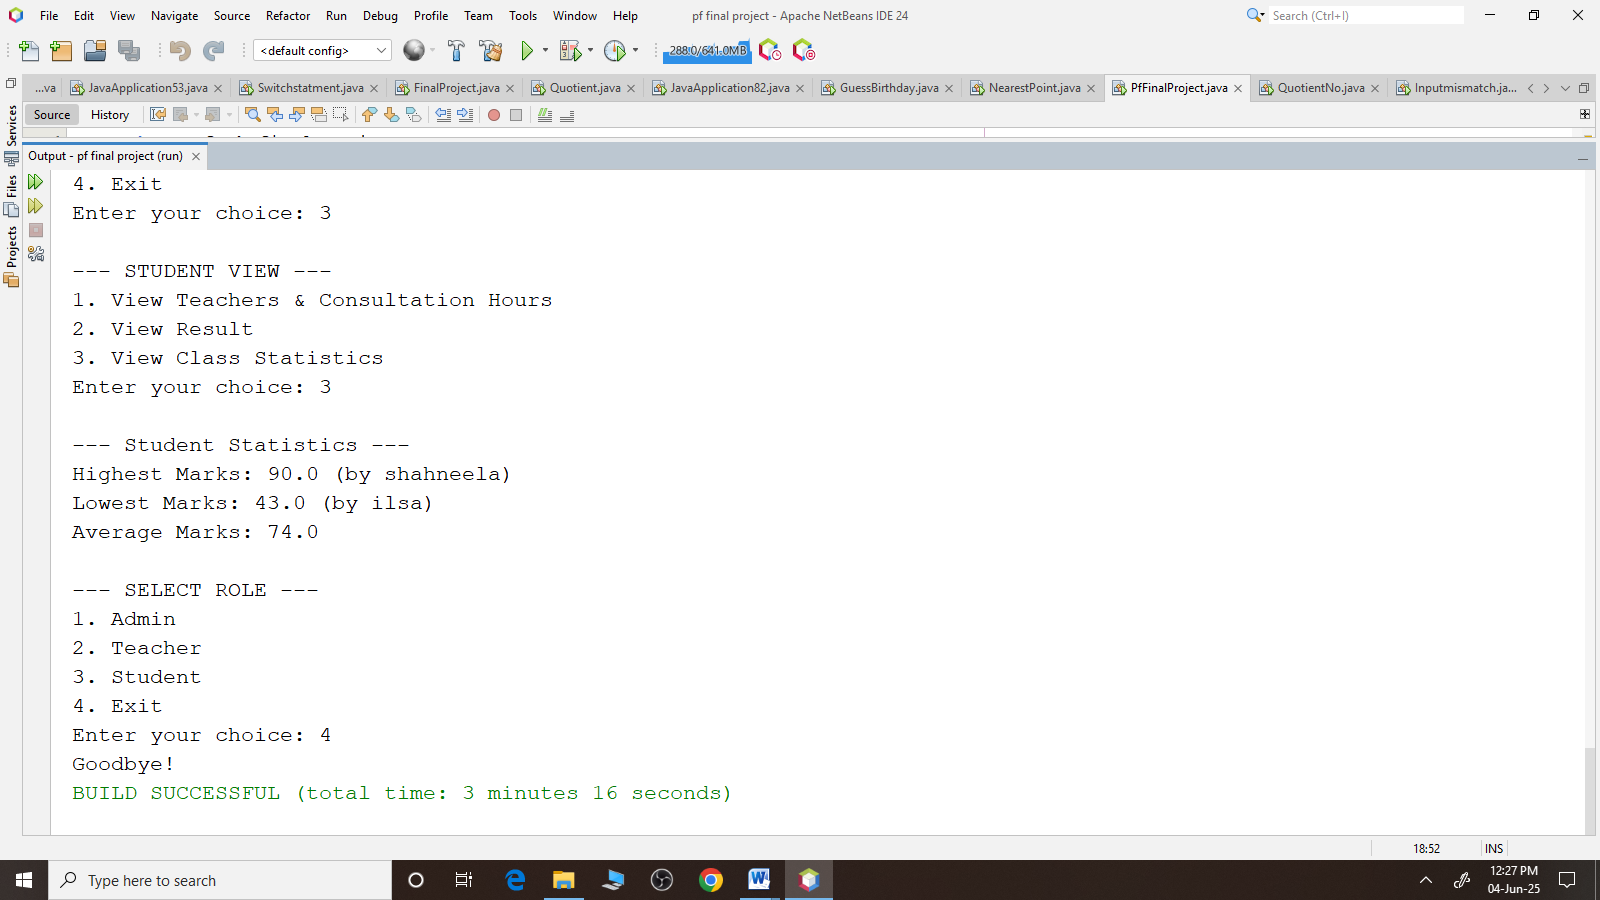 File Edit View Navigate Source Refactor Run Debug Profile Team Tools Window Help
pf final project - Apache NetBeans IDE 24
Search (Ctrl+I)
<default config>
288.0/641.0MB
...va
JavaApplication53.java
Switchstatment.java
FinalProject.java
Quotient.java
JavaApplication82.java
GuessBirthday.java
NearestPoint.java
PFFinalProject.java
QuotientNo.java
Inputmismatch.ja...
Source
History
Services
Files
Projects
Output - pf final project (run)
4. Exit
Enter your choice: 3
--- STUDENT VIEW ---
1. View Teachers & Consultation Hours
2. View Result
3. View Class Statistics
Enter your choice: 3
--- Student Statistics ---
Highest Marks: 90.0 (by shahneela)
Lowest Marks: 43.0 (by ilsa)
Average Marks: 74.0
--- SELECT ROLE ---
1. Admin
2. Teacher
3. Student
4. Exit
Enter your choice: 4
Goodbye!
BUILD SUCCESSFUL (total time: 3 minutes 16 seconds)
18:52
INS
Type here to search
12:27 PM
04-Jun-25